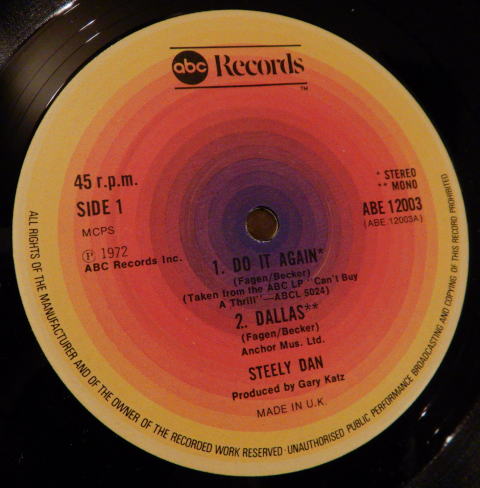 abc Records
TM
45 r.p.m.
SIDE 1
MCPS
Ⓟ 1972
ABC Records Inc.
* STEREO
** MONO
ABE 12003
(ABE.12003A)
1. DO IT AGAIN*
(Fagen/Becker)
(Taken from the ABC LP "Can't Buy
A Thrill"—ABCL 5024)
2. DALLAS**
(Fagen/Becker)
Anchor Mus. Ltd.
STEELY DAN
Produced by Gary Katz
MADE IN U.K.
ALL RIGHTS OF THE MANUFACTURER AND OF THE OWNER OF THE RECORDED WORK RESERVED · UNAUTHORISED PUBLIC PERFORMANCE BROADCASTING AND COPYING OF THIS RECORD PROHIBITED